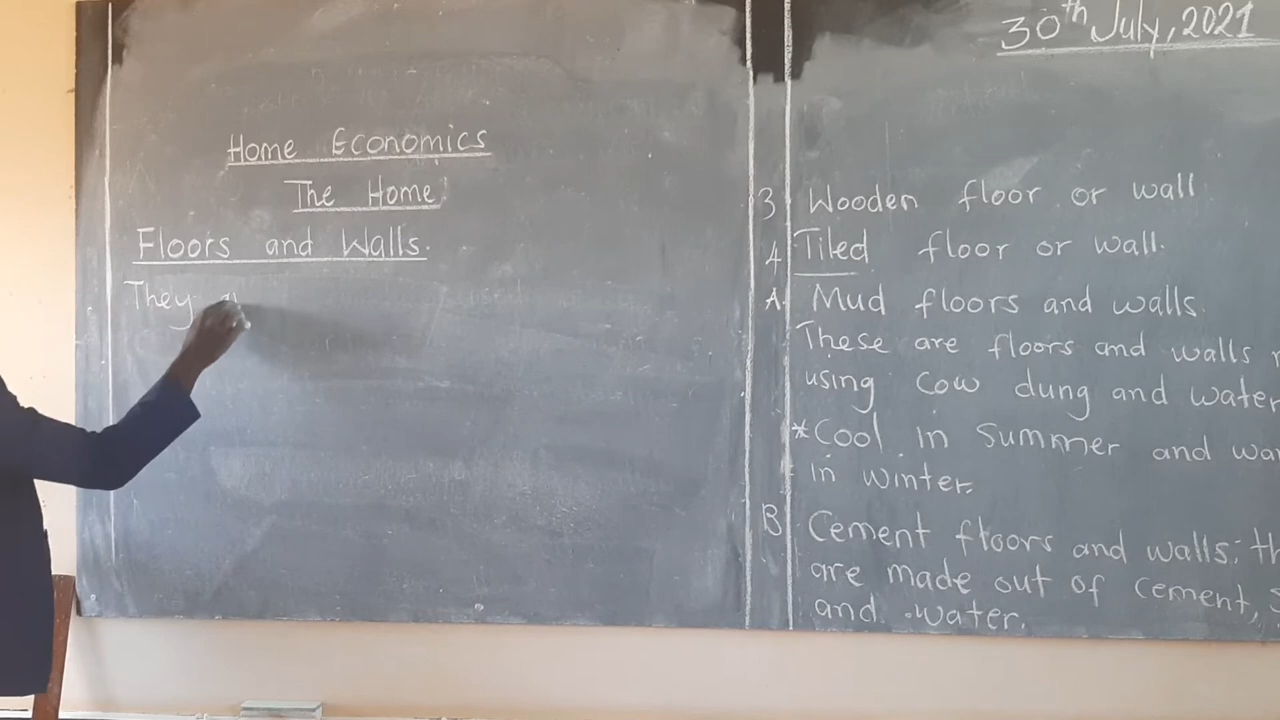 Home Economics
The Home
Floors and Walls.
They
30th July, 2021
3 Wooden floor or wall
4 Tiled floor or wall.
A. Mud floors and walls.
These are floors and walls
using cow dung and water
*Cool in summer and
in winter.
B Cement floors and walls;
are made out of cement,
and water.